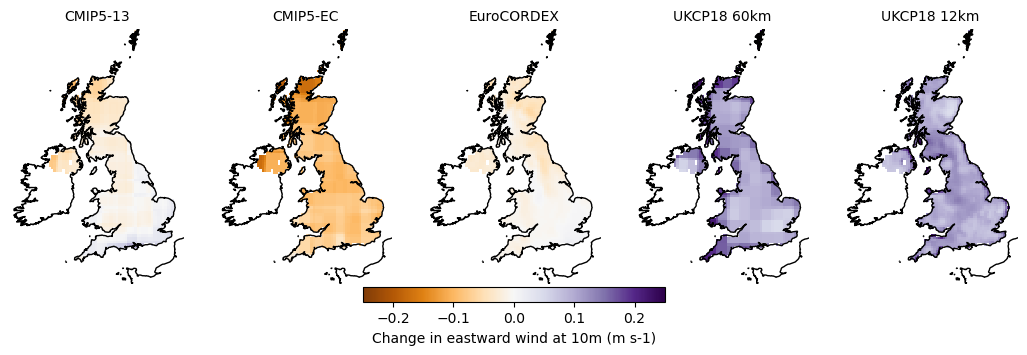 CMIP5-13 CMIP5-EC EuroCORDEX UKCP18 60km UKCP18 12km
−0.2 −0.1 0.0 0.1 0.2
Change in eastward wind at 10m (m s-1)